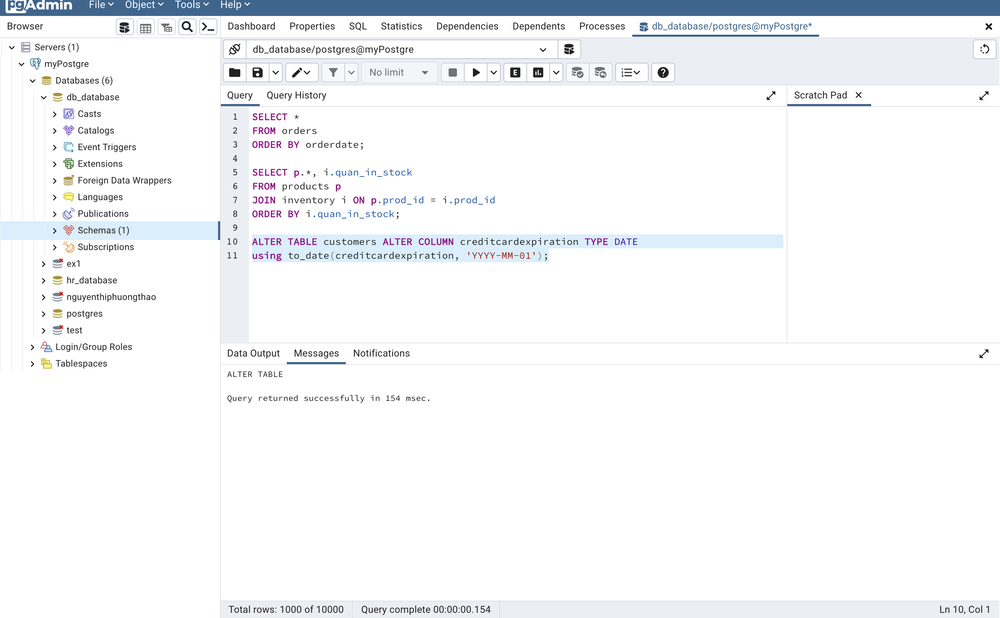 pgAdmin File Object Tools Help
Browser
Dashboard Properties SQL Statistics Dependencies Dependents Processes db_database/postgres@myPostgre*
Servers (1)
myPostgre
Databases (6)
db_database
Casts
Catalogs
Event Triggers
Extensions
Foreign Data Wrappers
Languages
Publications
Schemas (1)
Subscriptions
ex1
hr_database
nguyenthiphuongthao
postgres
test
Login/Group Roles
Tablespaces
db_database/postgres@myPostgre
No limit E
Query Query History
Scratch Pad
1 SELECT *
2 FROM orders
3 ORDER BY orderdate;
4
5 SELECT p.*, i.quan_in_stock
6 FROM products p
7 JOIN inventory i ON p.prod_id = i.prod_id
8 ORDER BY i.quan_in_stock;
9
10 ALTER TABLE customers ALTER COLUMN creditcardexpiration TYPE DATE
11 using to_date(creditcardexpiration, 'YYYY-MM-01');
Data Output Messages Notifications
ALTER TABLE
Query returned successfully in 154 msec.
Total rows: 1000 of 10000 Query complete 00:00:00.154 Ln 10, Col 1